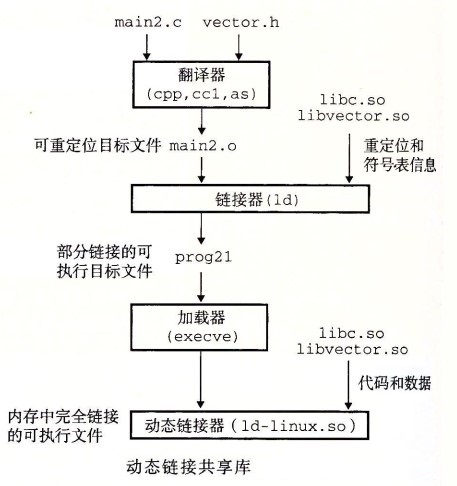 main2.c vector.h
翻译器
(cpp,cc1,as)
libc.so
libvector.so
可重定位目标文件 main2.o
重定位和
符号表信息
链接器(ld)
部分链接的可
执行目标文件
prog21
加载器
(execve)
libc.so
libvector.so
代码和数据
内存中完全链接
的可执行文件
动态链接器(ld-linux.so)
动态链接共享库